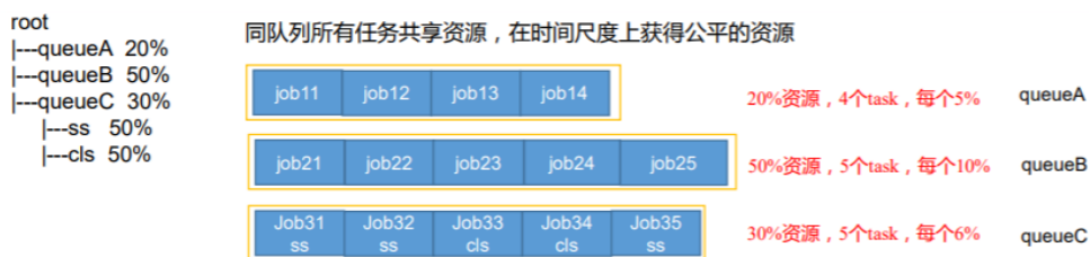 root
|---queueA 20%
|---queueB 50%
|---queueC 30%
|---ss 50%
|---cls 50%
同队列所有任务共享资源，在时间尺度上获得公平的资源
job11 job12 job13 job14
20%资源，4个task，每个5% queueA
job21 job22 job23 job24 job25
50%资源，5个task，每个10% queueB
Job31 Job32 Job33 Job34 Job35
ss ss cls cls ss
30%资源，5个task，每个6% queueC